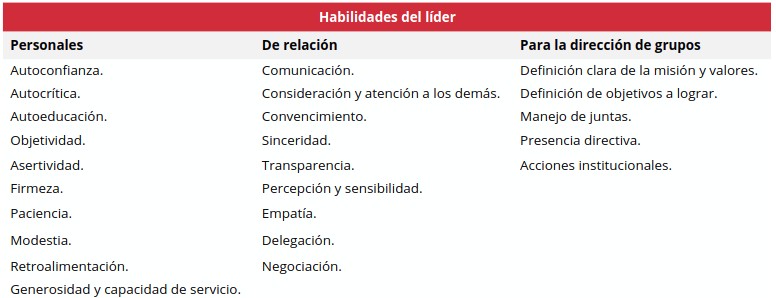 Habilidades del líder
Personales De relación Para la dirección de grupos
Autoconfianza. Comunicación. Definición clara de la misión y valores.
Autocrítica. Consideración y atención a los demás. Definición de objetivos a lograr.
Autoeducación. Convencimiento. Manejo de juntas.
Objetividad. Sinceridad. Presencia directiva.
Asertividad. Transparencia. Acciones institucionales.
Firmeza. Percepción y sensibilidad.
Paciencia. Empatía.
Modestia. Delegación.
Retroalimentación. Negociación.
Generosidad y capacidad de servicio.